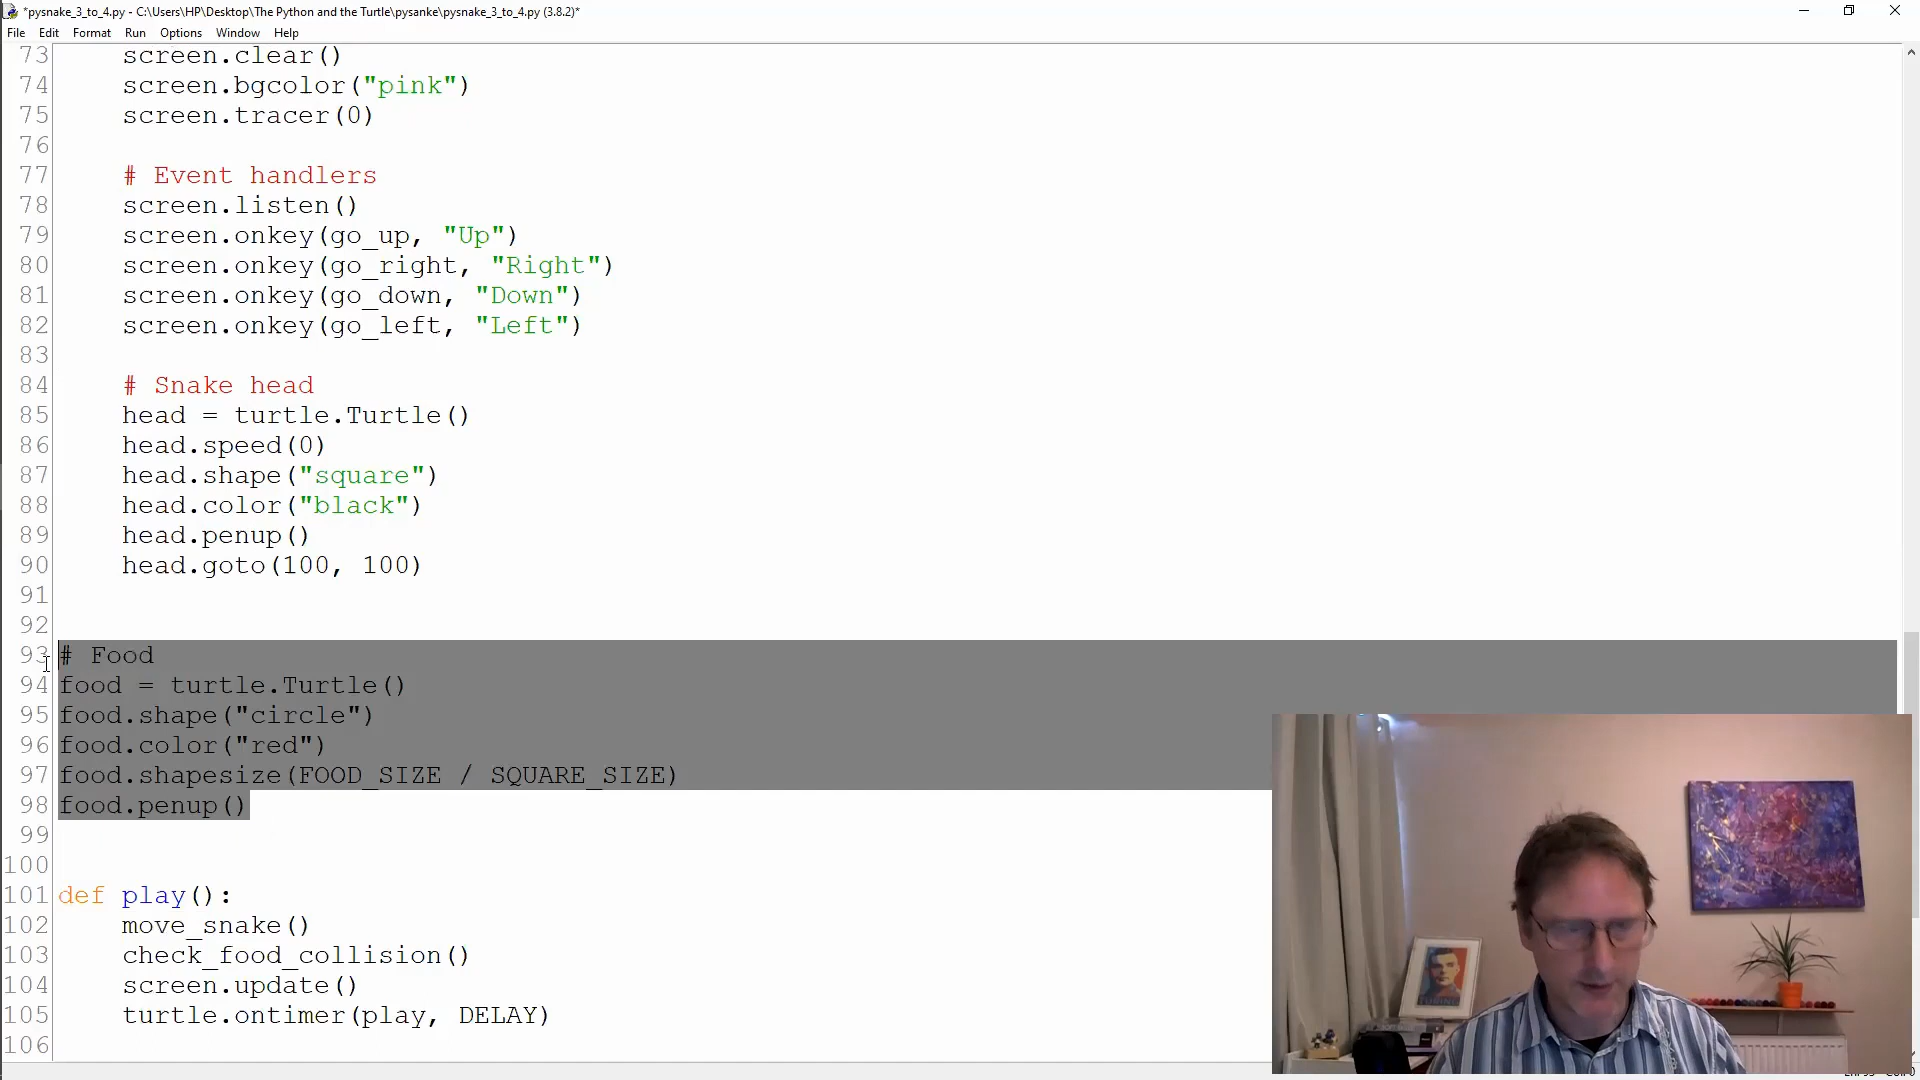 *pysnake_3_to_4.py - C:\Users\HP\Desktop\The Python and the Turtle\pysanke\pysnake_3_to_4.py (3.8.2)*
File Edit Format Run Options Window Help
73 screen.clear()
74 screen.bgcolor("pink")
75 screen.tracer(0)
76
77 # Event handlers
78 screen.listen()
79 screen.onkey(go_up, "Up")
80 screen.onkey(go_right, "Right")
81 screen.onkey(go_down, "Down")
82 screen.onkey(go_left, "Left")
83
84 # Snake head
85 head = turtle.Turtle()
86 head.speed(0)
87 head.shape("square")
88 head.color("black")
89 head.penup()
90 head.goto(100, 100)
91
92
93 # Food
94 food = turtle.Turtle()
95 food.shape("circle")
96 food.color("red")
97 food.shapesize(FOOD_SIZE / SQUARE_SIZE)
98 food.penup()
99
100
101 def play():
102 move_snake()
103 check_food_collision()
104 screen.update()
105 turtle.ontimer(play, DELAY)
106